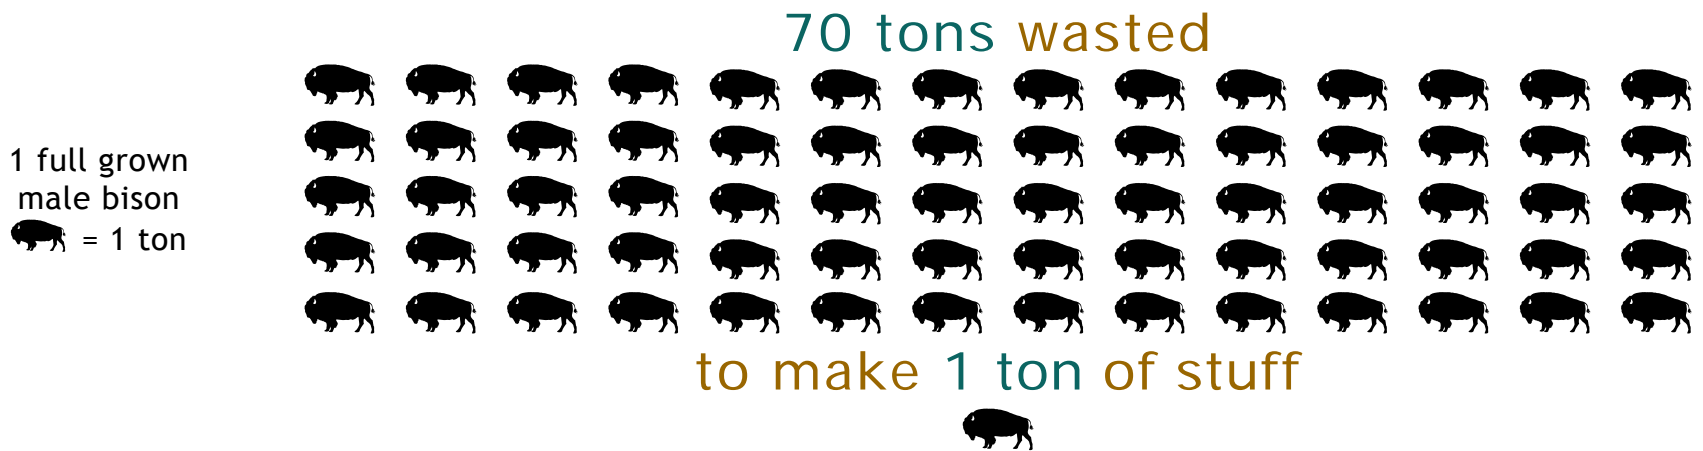 70 tons wasted
1 full grown
male bison
= 1 ton
to make 1 ton of stuff